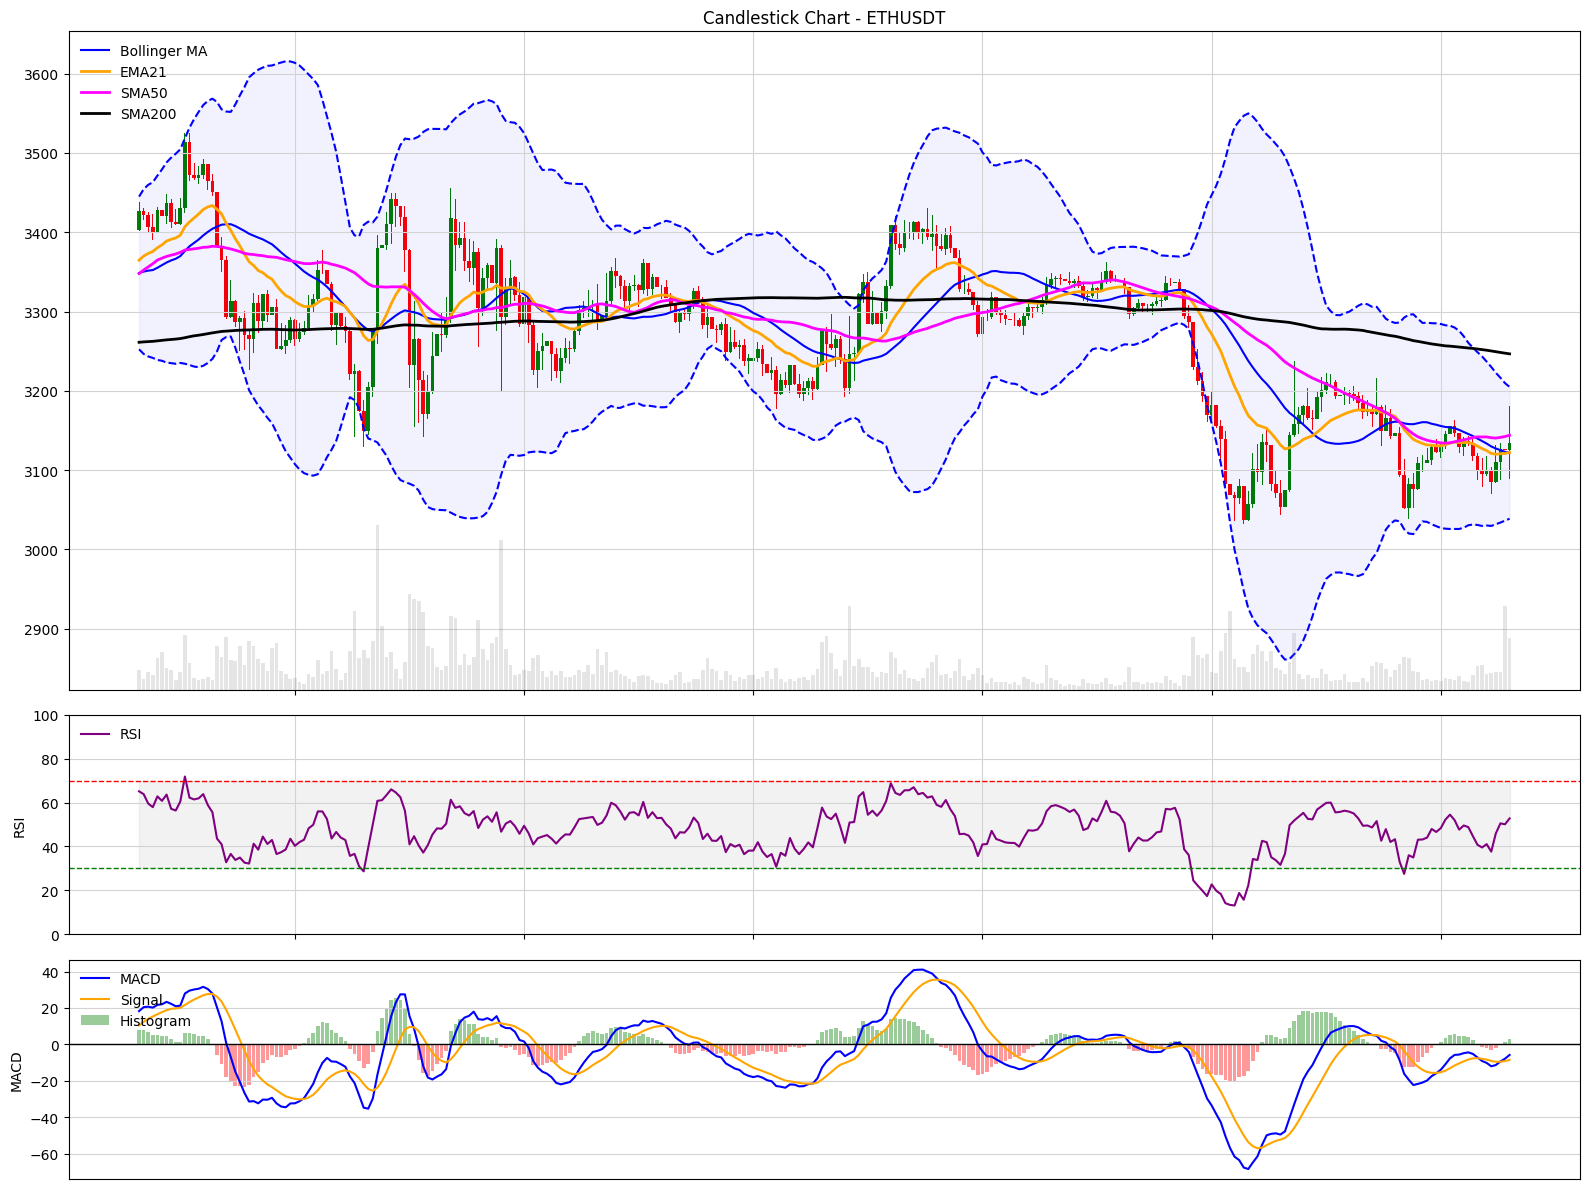 Candlestick Chart - ETHUSDT
Bollinger MA
EMA21
SMA50
SMA200
3600
3500
3400
3300
3200
3100
3000
2900
RSI
RSI
100
80
60
40
20
0
MACD
Signal
Histogram
MACD
40
20
0
−20
−40
−60